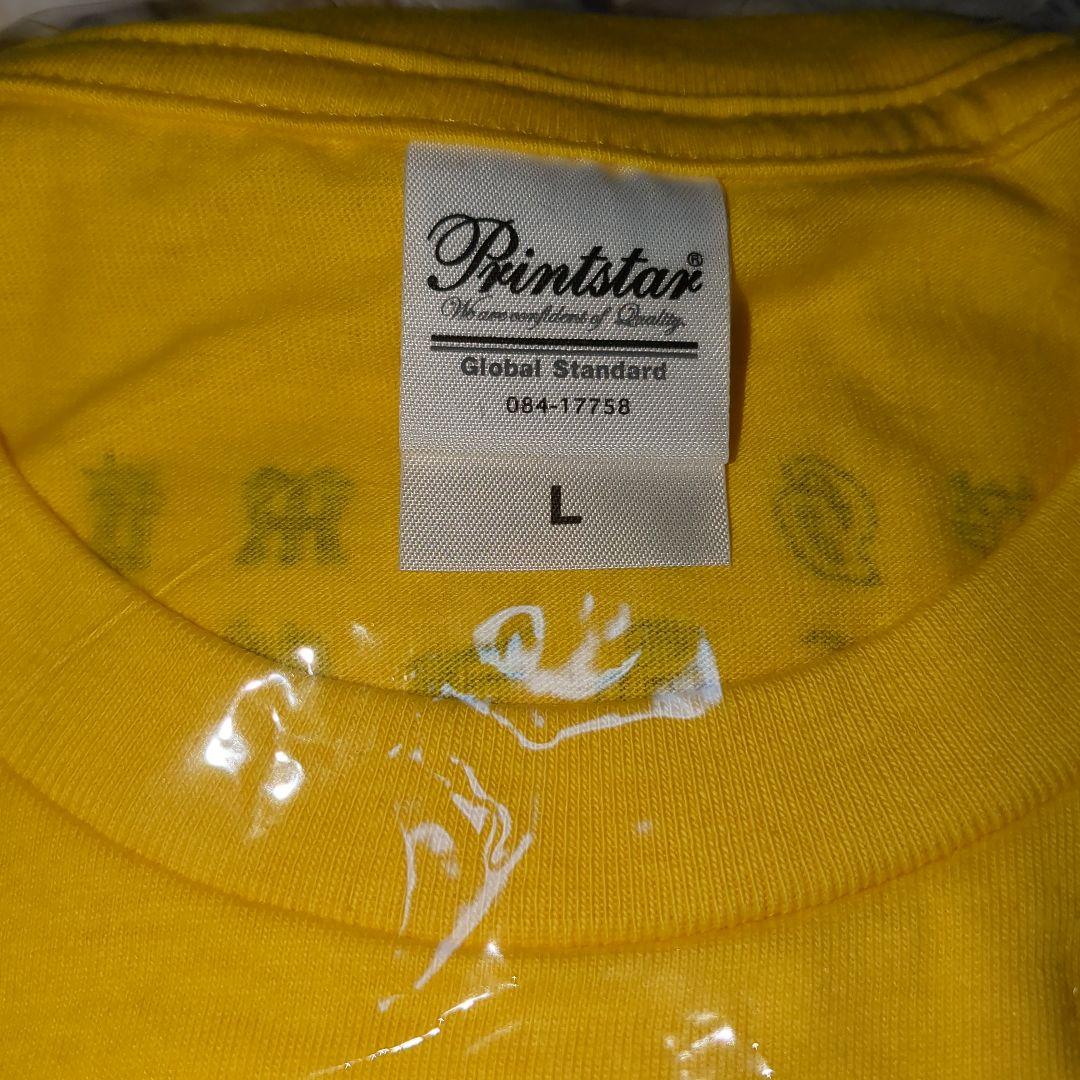 Printstar®
We are confident of Quality.
Global Standard
084-17758
L